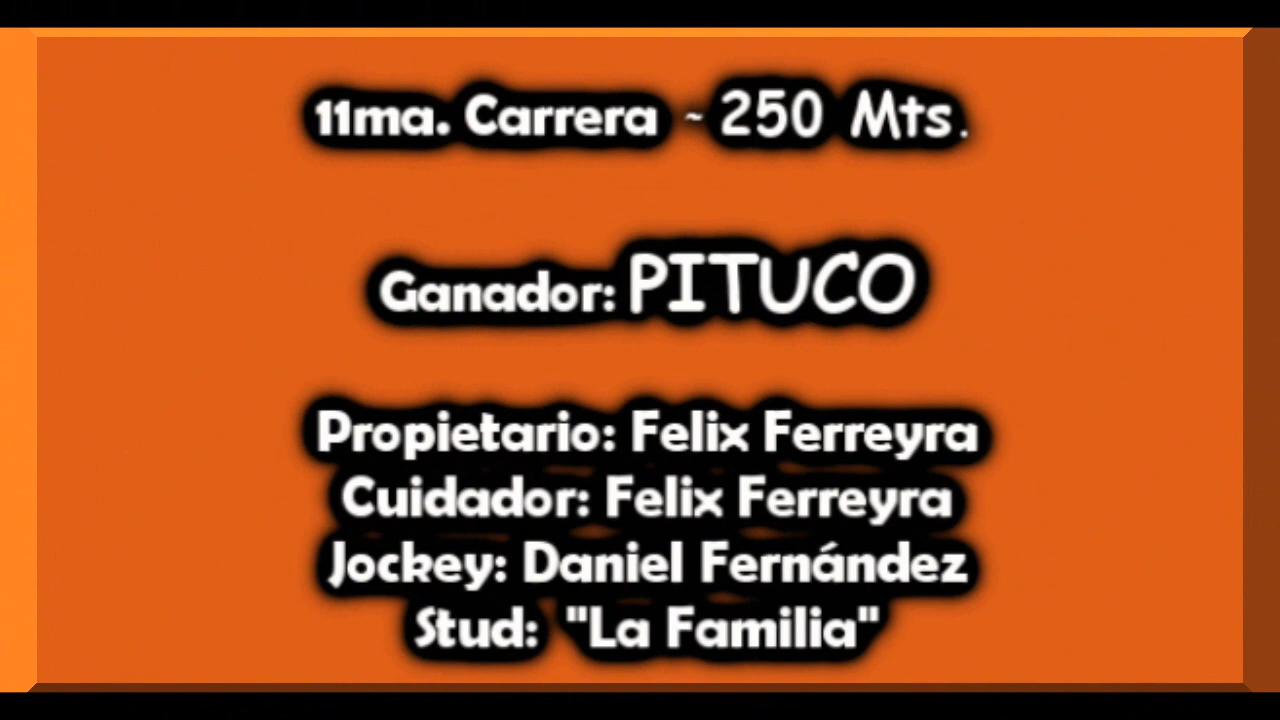 11ma. Carrera - 250 Mts.
Ganador: PITUCO
Propietario: Felix Ferreyra
Cuidador: Felix Ferreyra
Jockey: Daniel Fernández
Stud: "La Familia"